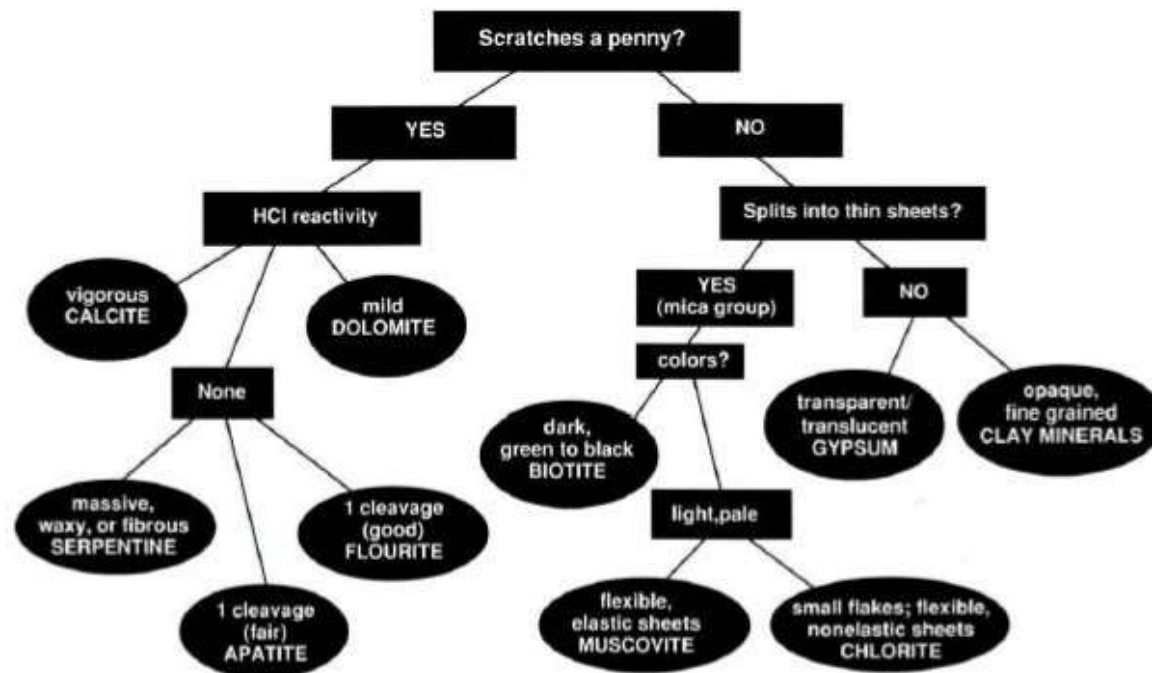 Scratches a penny?
YES
NO
HCl reactivity
Splits into thin sheets?
vigorous
CALCITE
mild
DOLOMITE
YES
(mica group)
NO
colors?
None
transparent/
translucent
GYPSUM
opaque,
fine grained
CLAY MINERALS
dark,
green to black
BIOTITE
massive,
waxy, or fibrous
SERPENTINE
1 cleavage
(good)
FLOURITE
light,pale
1 cleavage
(fair)
APATITE
flexible,
elastic sheets
MUSCOVITE
small flakes; flexible,
nonelastic sheets
CHLORITE